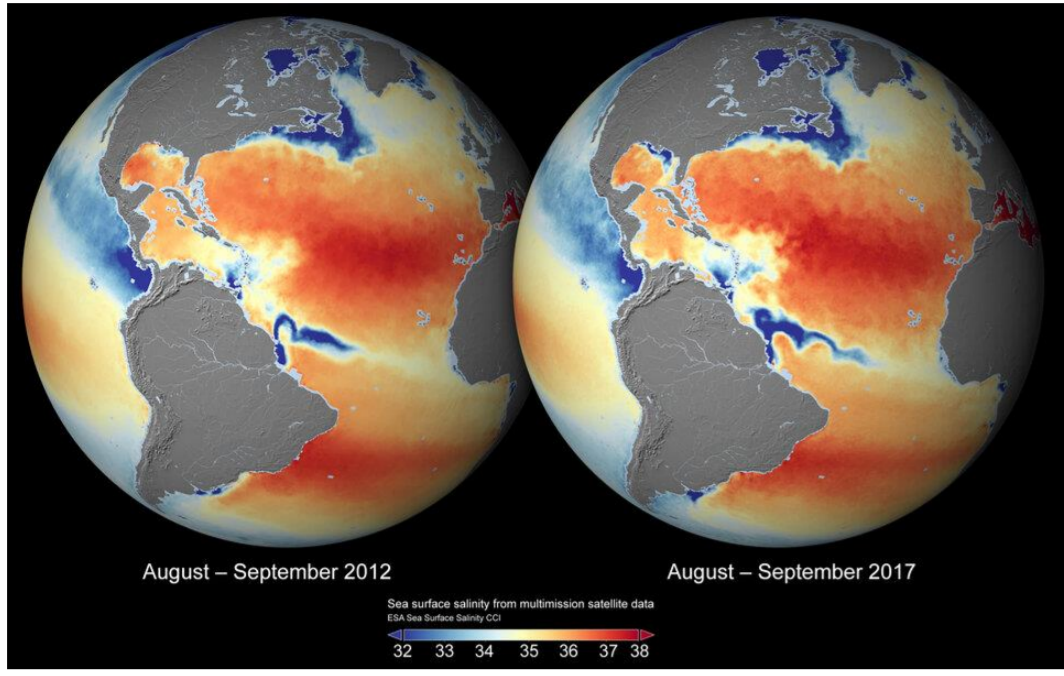 August – September 2012
August – September 2017
Sea surface salinity from multimission satellite data
ESA Sea Surface Salinity CCI
32 33 34 35 36 37 38